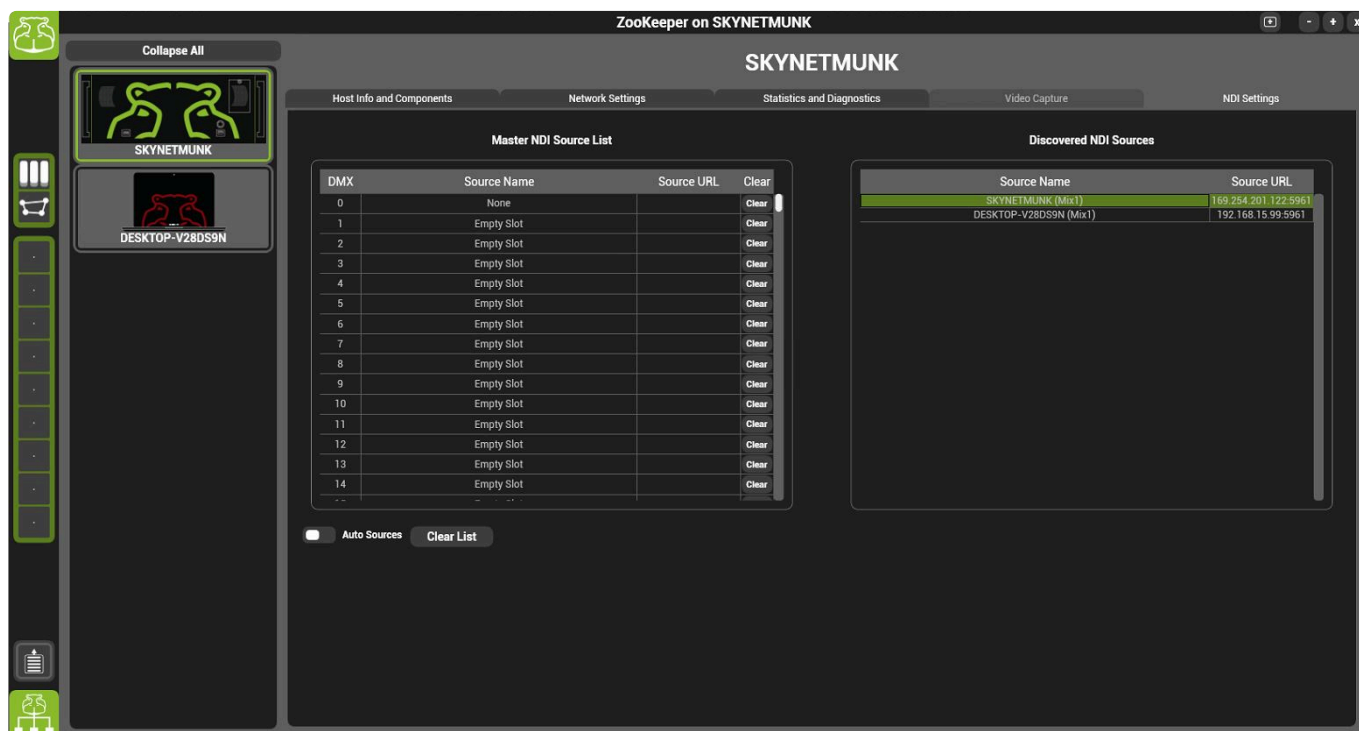 ZooKeeper on SKYNETMUNK
- + x
Collapse All
SKYNETMUNK
DESKTOP-V28DS9N
SKYNETMUNK
Host Info and Components Network Settings Statistics and Diagnostics Video Capture NDI Settings
Master NDI Source List
DMX Source Name Source URL Clear
0 None Clear
1 Empty Slot Clear
2 Empty Slot Clear
3 Empty Slot Clear
4 Empty Slot Clear
5 Empty Slot Clear
6 Empty Slot Clear
7 Empty Slot Clear
8 Empty Slot Clear
9 Empty Slot Clear
10 Empty Slot Clear
11 Empty Slot Clear
12 Empty Slot Clear
13 Empty Slot Clear
14 Empty Slot Clear
Auto Sources Clear List
Discovered NDI Sources
Source Name Source URL
SKYNETMUNK (Mix1) 169.254.201.122:5961
DESKTOP-V28DS9N (Mix1) 192.168.15.99:5961